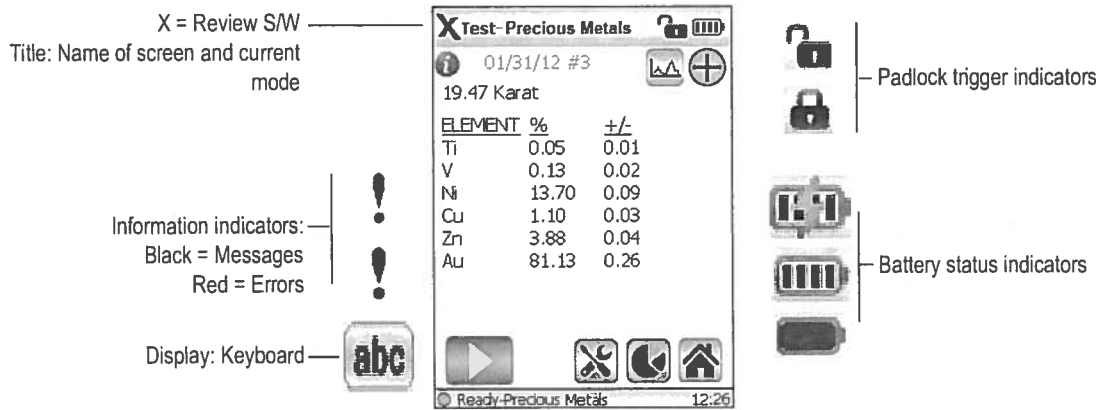 X = Review S/W
Title: Name of screen and current
mode
Information indicators:
Black = Messages
Red = Errors
Display: Keyboard
abc
X Test-Precious Metals
01/31/12 #3
19.47 Karat
ELEMENT % +/-
Ti 0.05 0.01
V 0.13 0.02
Ni 13.70 0.09
Cu 1.10 0.03
Zn 3.88 0.04
Au 81.13 0.26
Ready-Precious Metals 12:26
Padlock trigger indicators
Battery status indicators